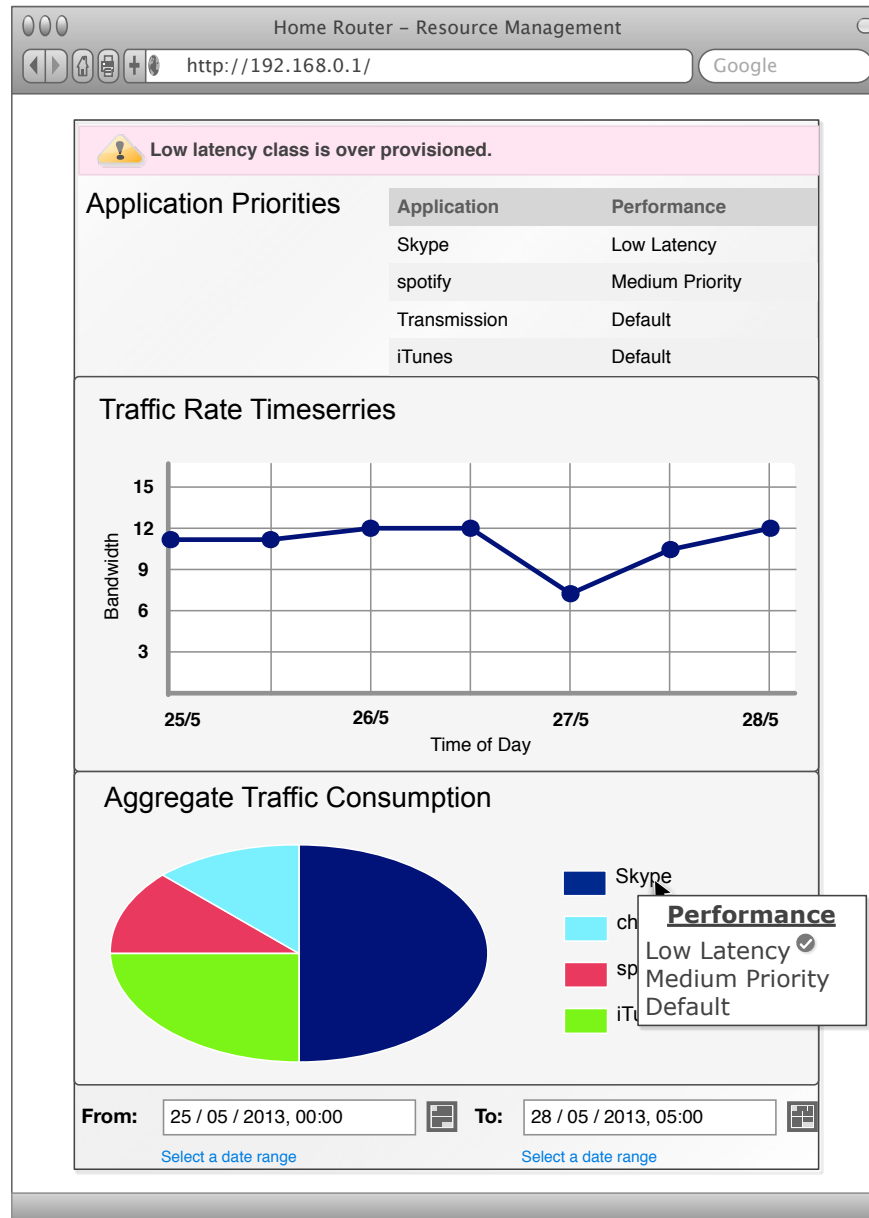 Home Router – Resource Management
http://192.168.0.1/
Google
Low latency class is over provisioned.
Application Priorities
Application Performance
Skype Low Latency
spotify Medium Priority
Transmission Default
iTunes Default
Traffic Rate Timeserries
15
12
9
6
3
Bandwidth
25/5 26/5 27/5 28/5
Time of Day
Aggregate Traffic Consumption
Skype
ch
sp
iTu
Performance
Low Latency
Medium Priority
Default
From: 25 / 05 / 2013, 00:00 To: 28 / 05 / 2013, 05:00
Select a date range Select a date range